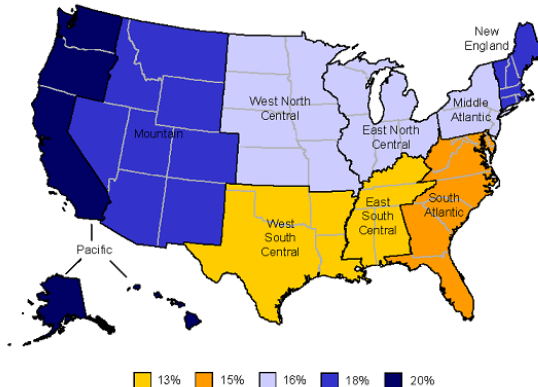 New
England
West North
Central
Middle
Atlantic
Mountain
East North
Central
West
South
Central
East
South
Central
South
Atlantic
Pacific
13%
15%
16%
18%
20%